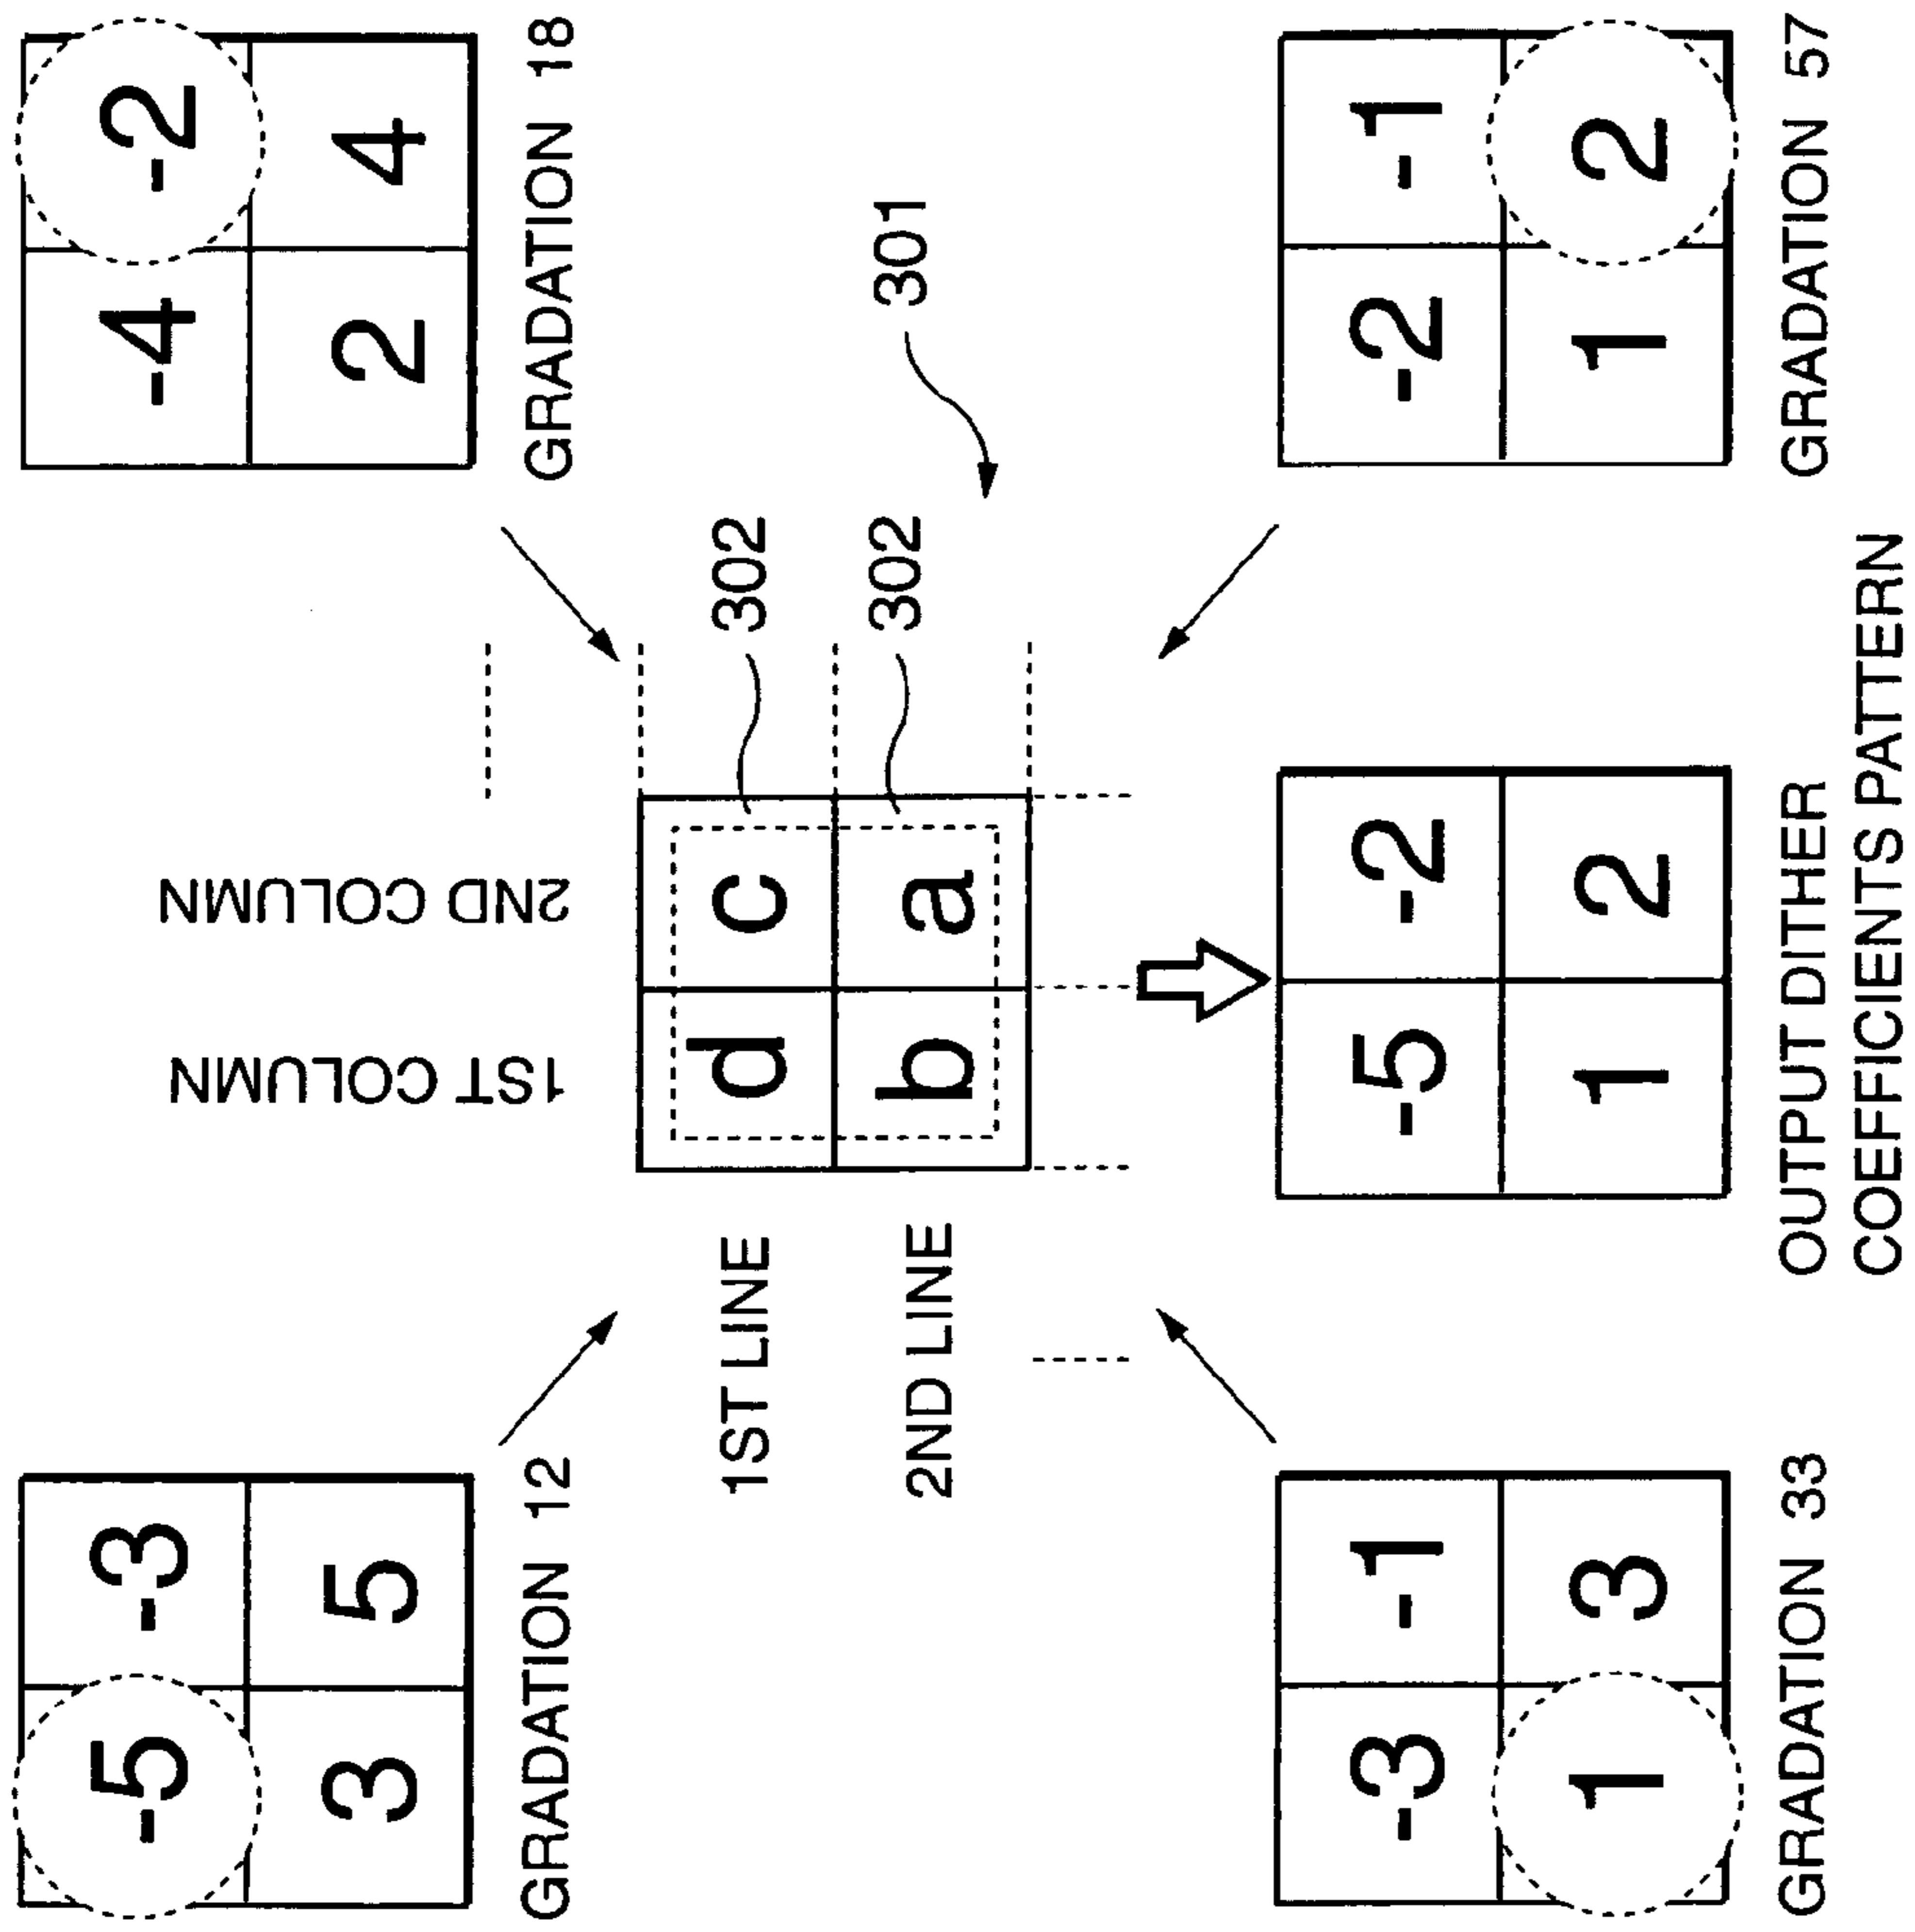 -5 -3
3 5
GRADATION 12
-4 -2
2 4
GRADATION 18
1ST COLUMN
2ND COLUMN
1ST LINE
d c
302
2ND LINE
b a
302
301
-3 -1
1 3
GRADATION 33
-5 -2
1 2
OUTPUT DITHER
COEFFICIENTS PATTERN
-2 -1
1 2
GRADATION 57